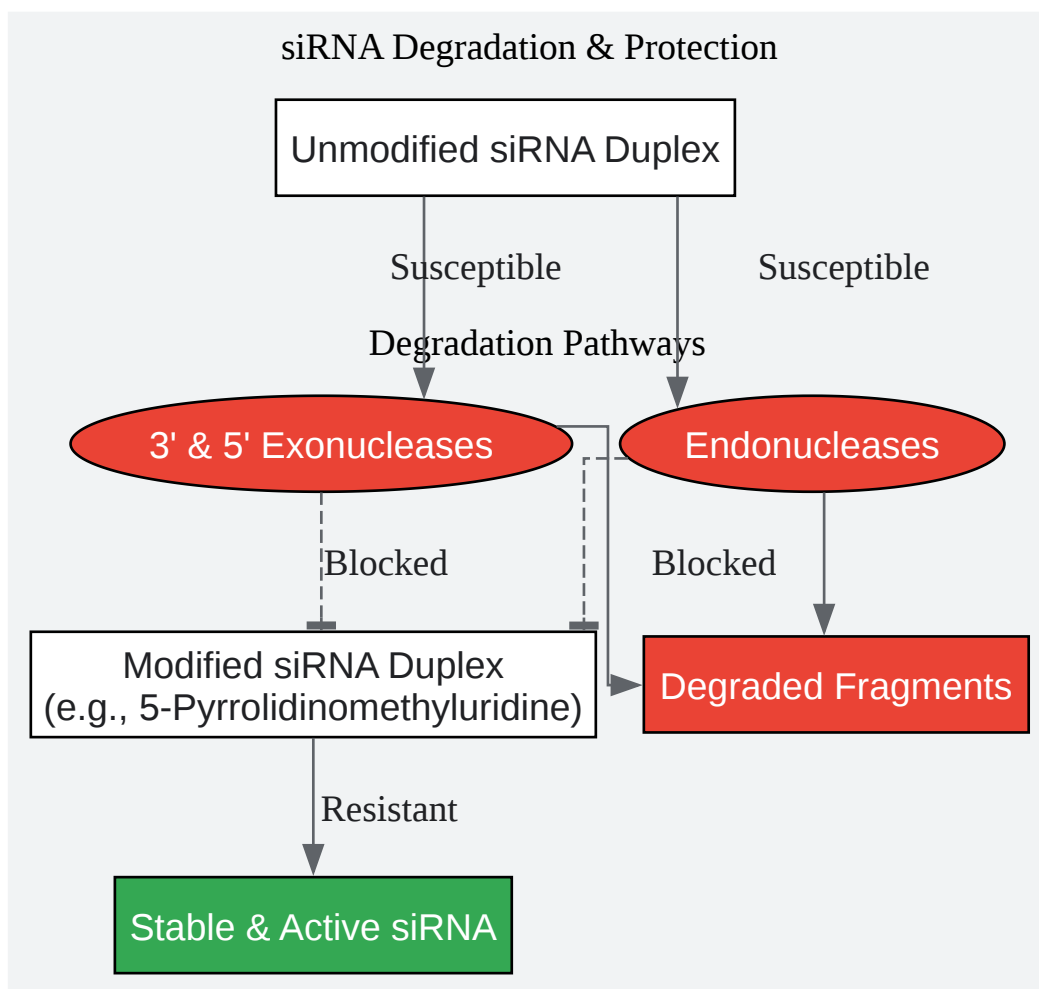 siRNA Degradation & Protection
Unmodified siRNA Duplex
Susceptible
Susceptible
Degradation Pathways
3' & 5' Exonucleases
Endonucleases
Blocked
Blocked
Modified siRNA Duplex
(e.g., 5-Pyrrolidinomethyluridine)
Degraded Fragments
Resistant
Stable & Active siRNA